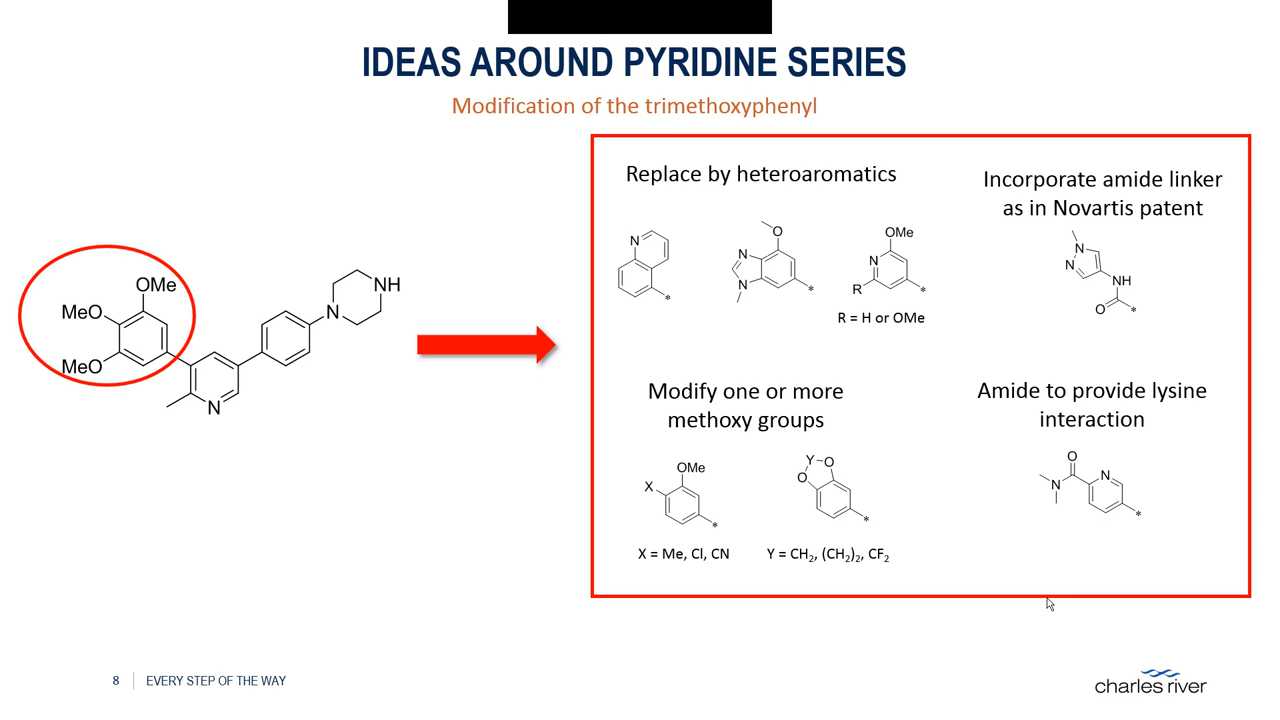 IDEAS AROUND PYRIDINE SERIES
Modification of the trimethoxyphenyl
OMe
MeO
MeO
N
N
NH
Replace by heteroaromatics
N
O
N
N
*
*
OMe
N
R
*
R = H or OMe
Incorporate amide linker
as in Novartis patent
N
N
NH
O
*
Modify one or more
methoxy groups
OMe
X
*
X = Me, Cl, CN
Y
O
O
*
Y = CH₂, (CH₂)₂, CF₂
Amide to provide lysine
interaction
O
N
N
*
8
EVERY STEP OF THE WAY
charles river